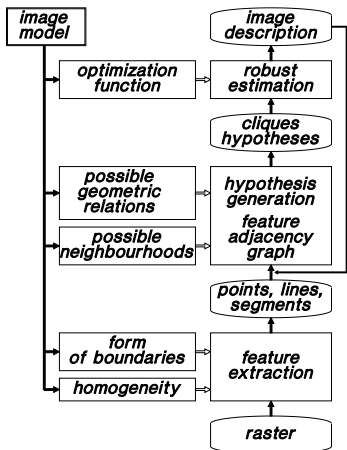 image
model
image
description
optimization
function
robust
estimation
cliques
hypotheses
possible
geometric
relations
hypothesis
generation
possible
neighbourhoods
feature
adjacency
graph
points, lines,
segments
form
of boundaries
homogeneity
feature
extraction
raster